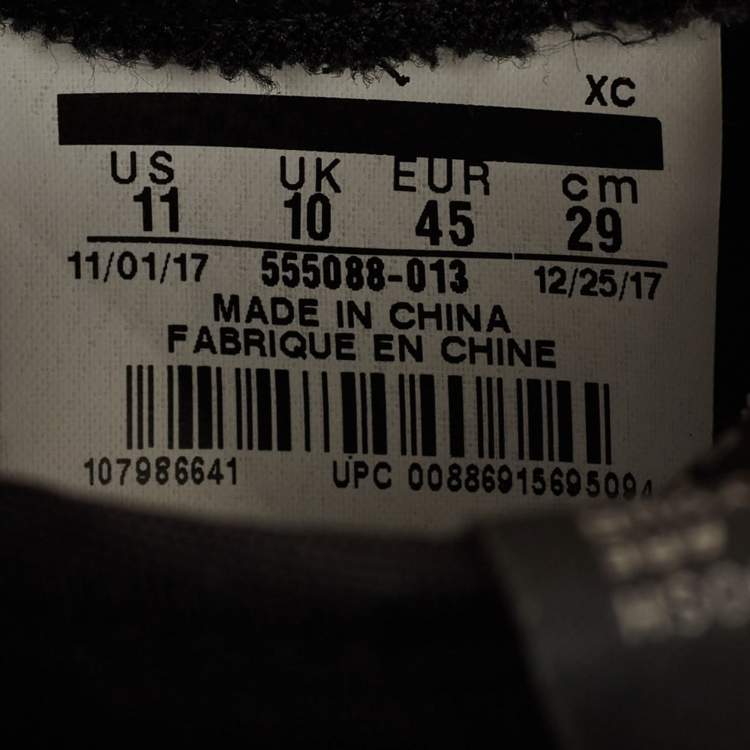 XC
US UK EUR cm
11 10 45 29
11/01/17 555088-013 12/25/17
MADE IN CHINA
FABRIQUE EN CHINE
107986641 UPC 00886915695094